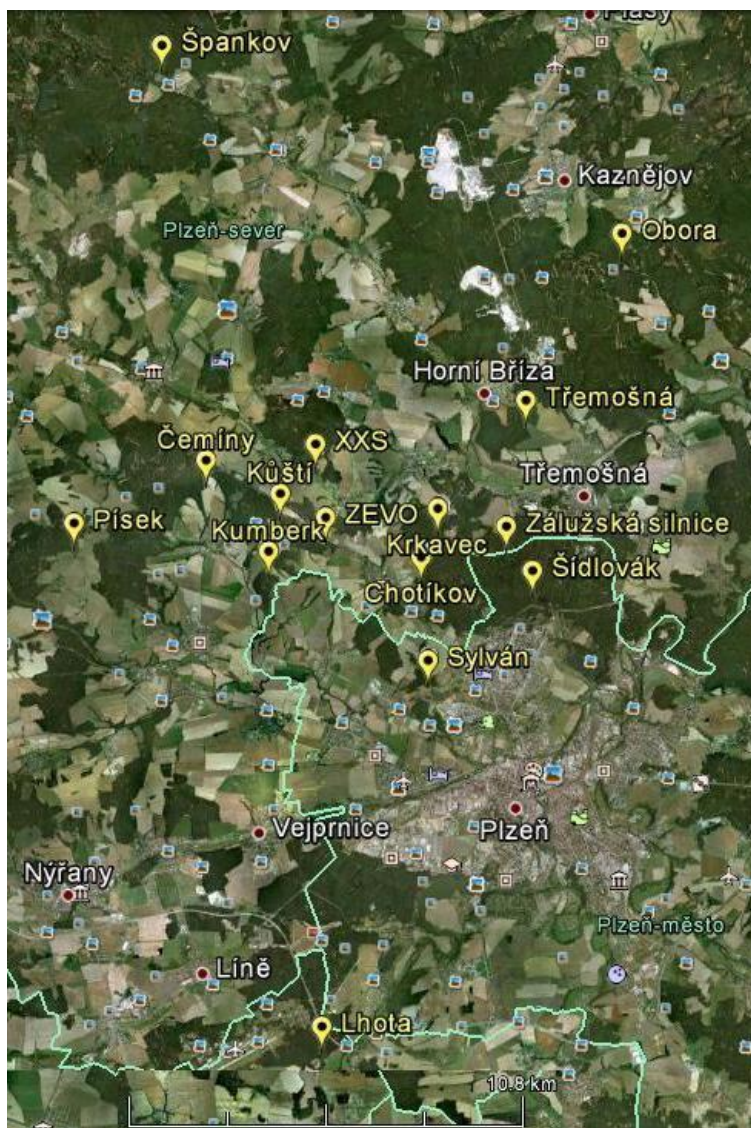 Plasy
Špankov
Kaznějov
Plzeň-sever
Obora
Horní Bříza
Třemošná
Čemíny
XXS
Kůští
Třemošná
Písek
ZEVO
Zálužská silnice
Kumberk
Krkavec
Chotíkov
Šídlovák
Sylván
Vejprnice
Plzeň
Nýřany
Plzeň-město
Líně
Lhota
10.8 km